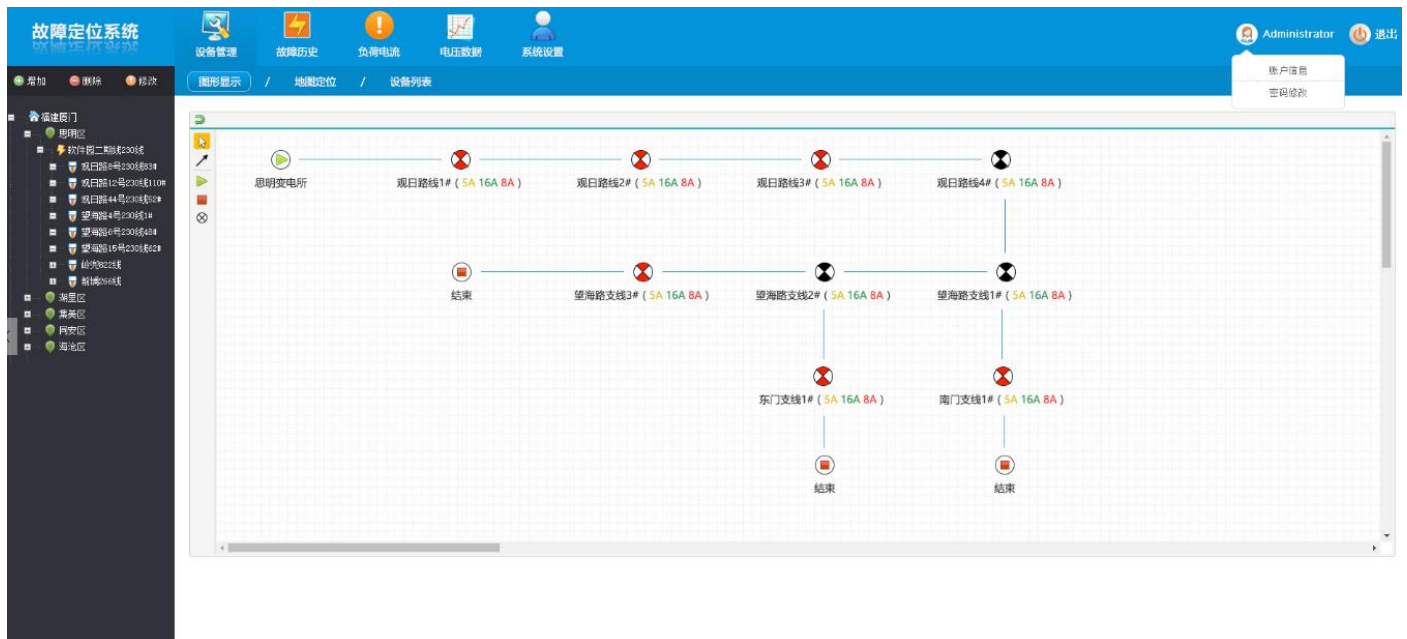 故障定位系统
设备管理
故障历史
负荷电流
电压数据
系统设置
Administrator
退出
账户信息
密码修改
增加
删除
修改
图形显示 / 地图定位 / 设备列表
福建厦门
思明区
软件园二期线230线
观日路8号230线83#
观日路12号230线110#
观日路44号230线52#
望海路4号230线1#
望海路6号230线48#
望海路15号230线62#
湖里区
集美区
同安区
海沧区
思明变电所
观日路线1# ( 5A 16A 8A )
观日路线2# ( 5A 16A 8A )
观日路线3# ( 5A 16A 8A )
观日路线4# ( 5A 16A 8A )
结束
望海路支线3# ( 5A 16A 8A )
望海路支线2# ( 5A 16A 8A )
望海路支线1# ( 5A 16A 8A )
东门支线1# ( 5A 16A 8A )
南门支线1# ( 5A 16A 8A )
结束
结束